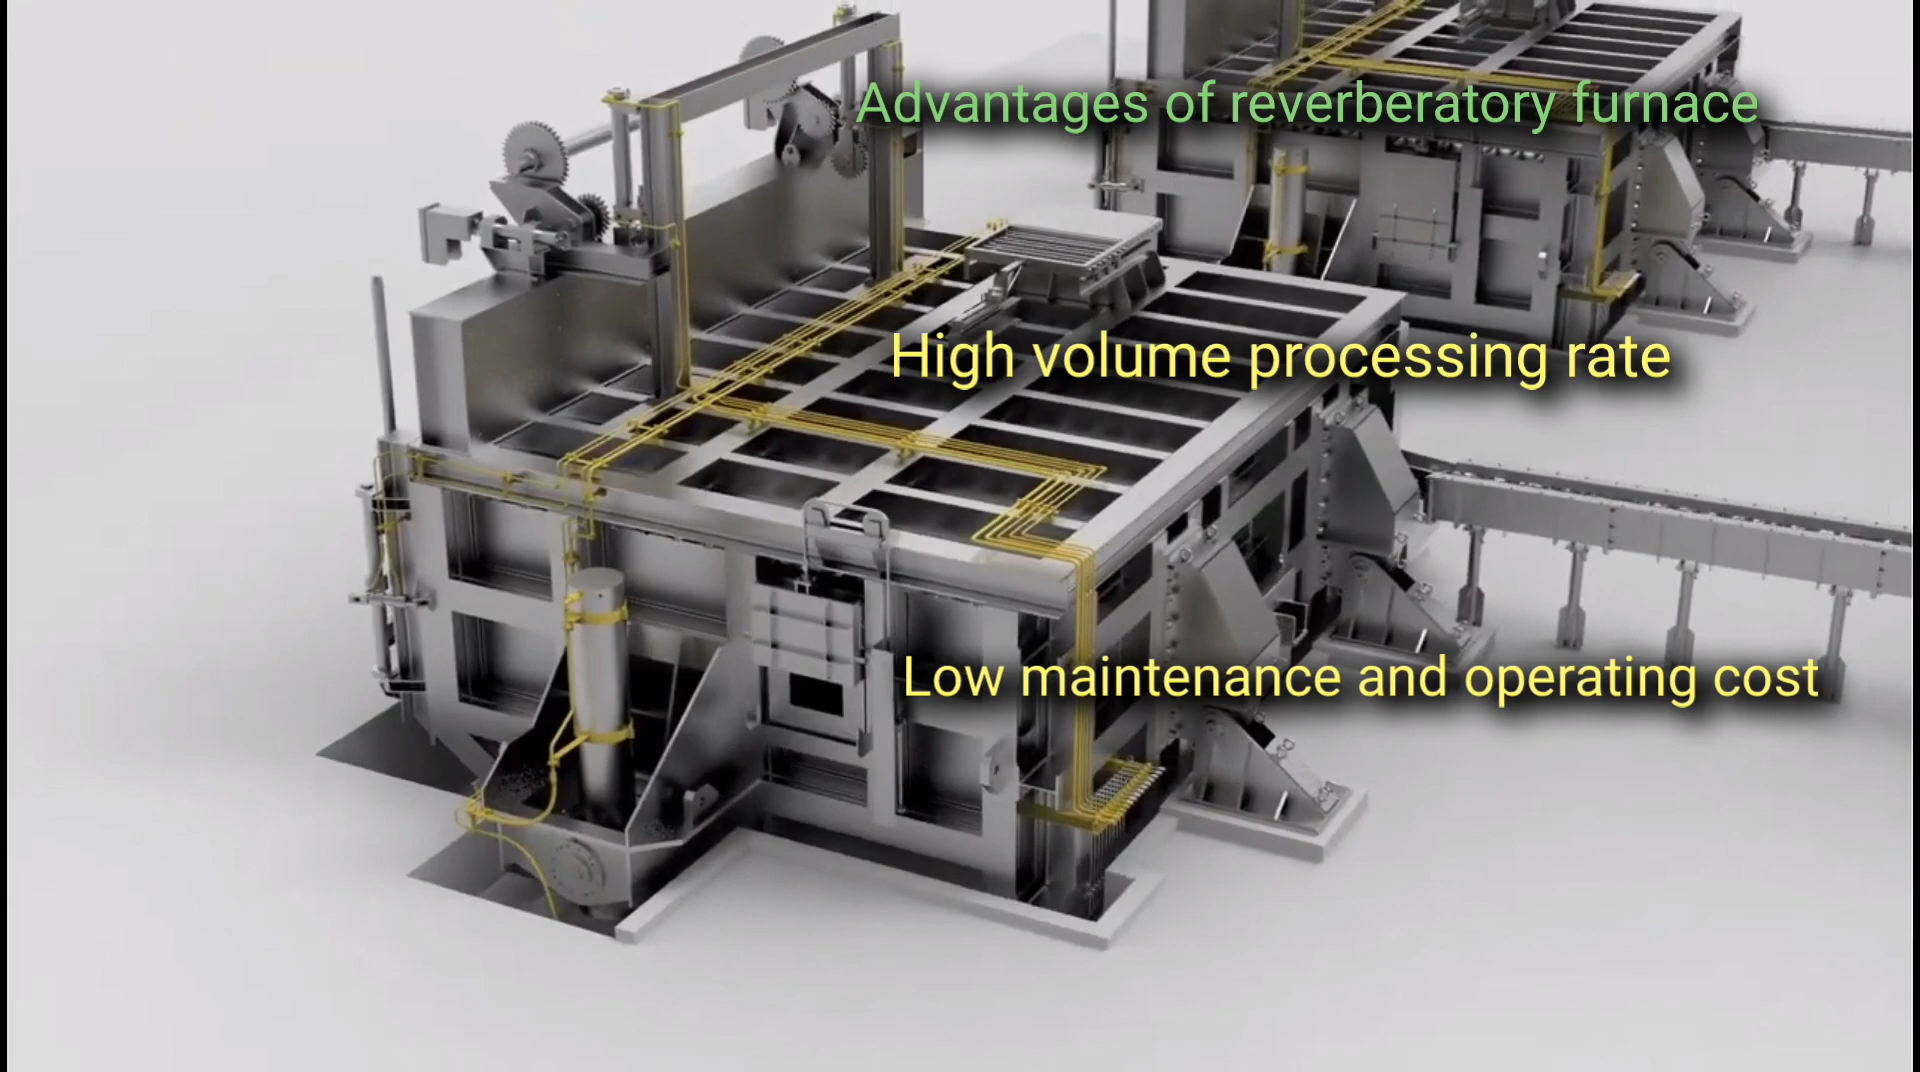 Advantages of reverberatory furnace
High volume processing rate
Low maintenance and operating cost